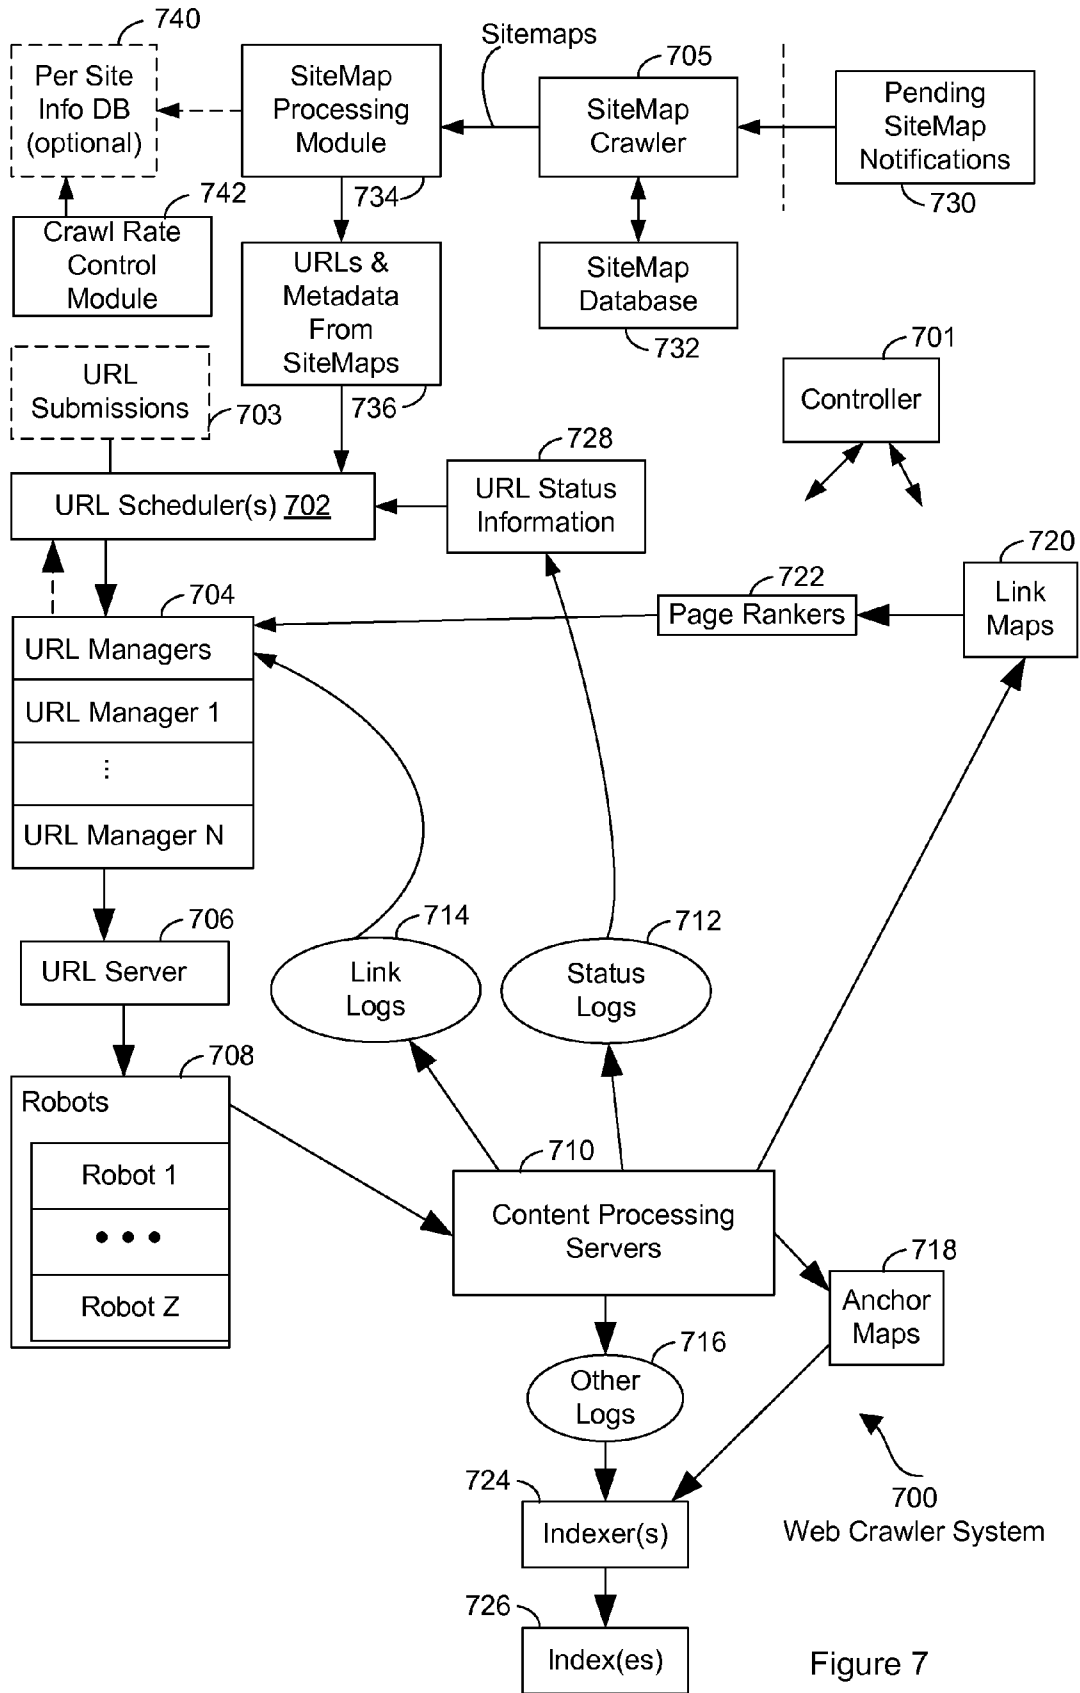 740
Per Site
Info DB
(optional)
SiteMap
Processing
Module
734
Sitemaps
705
SiteMap
Crawler
Pending
SiteMap
Notifications
730
742
Crawl Rate
Control
Module
URLs &
Metadata
From
SiteMaps
736
SiteMap
Database
732
701
Controller
URL
Submissions
703
728
URL Status
Information
URL Scheduler(s) 702
720
Link
Maps
722
Page Rankers
704
URL Managers
URL Manager 1
⋮
URL Manager N
706
URL Server
714
Link
Logs
712
Status
Logs
708
Robots
Robot 1
● ● ●
Robot Z
710
Content Processing
Servers
718
Anchor
Maps
716
Other
Logs
724
Indexer(s)
700
Web Crawler System
726
Index(es)
Figure 7